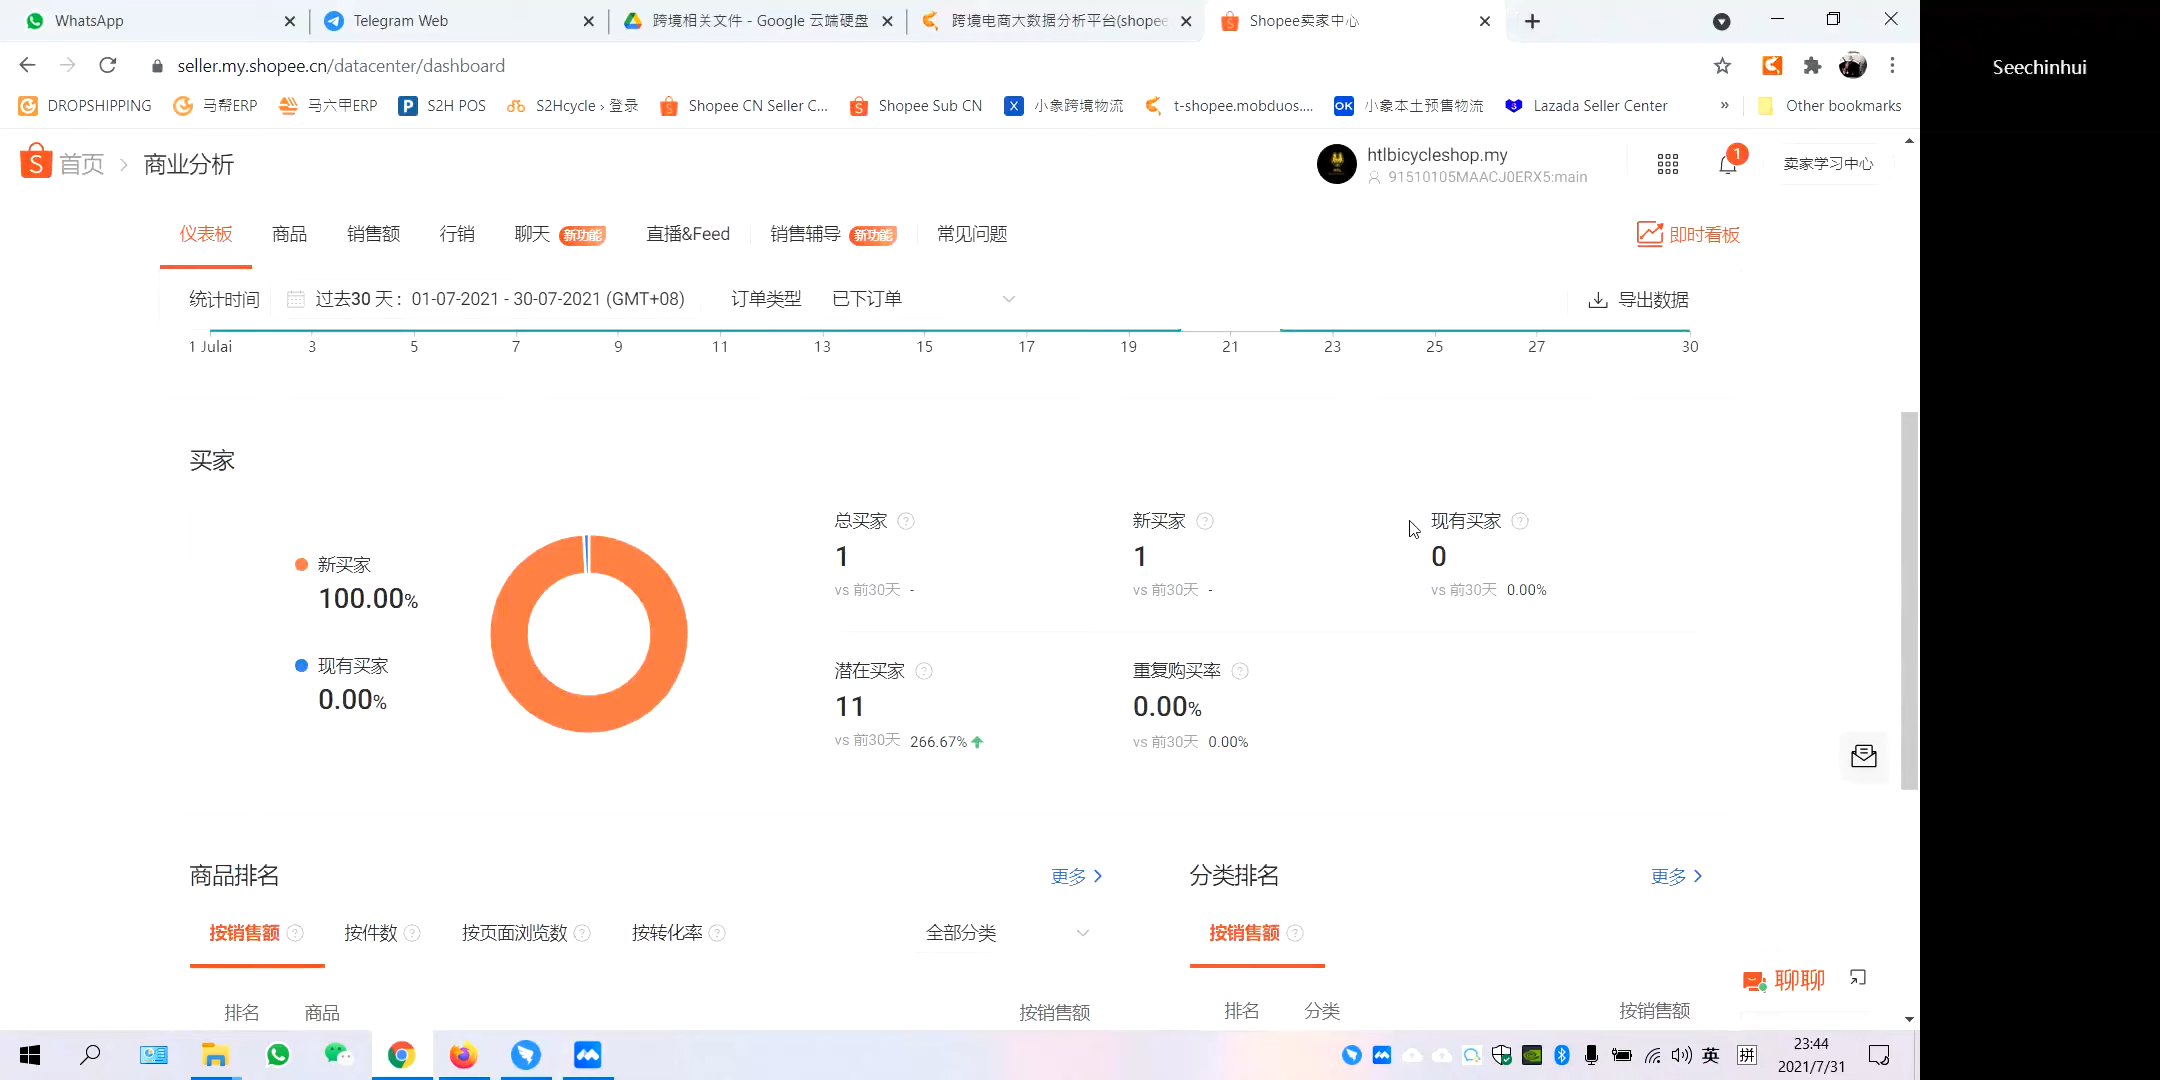 WhatsApp
Telegram Web
跨境相关文件 - Google 云端硬盘
跨境电商大数据分析平台(shopee
Shopee卖家中心
seller.my.shopee.cn/datacenter/dashboard
Seechinhui
DROPSHIPPING
马帮ERP
马六甲ERP
S2H POS
S2Hcycle › 登录
Shopee CN Seller C...
Shopee Sub CN
小象跨境物流
t-shopee.mobduos....
小象本土预售物流
Lazada Seller Center
»
Other bookmarks
首页 > 商业分析
htlbicycleshop.my
91510105MAACJ0ERX5:main
1
卖家学习中心
仪表板
商品
销售额
行销
聊天 新功能
直播&Feed
销售辅导 新功能
常见问题
即时看板
统计时间
过去30 天： 01-07-2021 - 30-07-2021 (GMT+08)
订单类型
已下订单
导出数据
1 Julai 3 5 7 9 11 13 15 17 19 21 23 25 27 30
买家
新买家
100.00%
现有买家
0.00%
总买家
1
vs 前30天 -
新买家
1
vs 前30天 -
现有买家
0
vs 前30天 0.00%
潜在买家
11
vs 前30天 266.67%
重复购买率
0.00%
vs 前30天 0.00%
商品排名
更多 >
按销售额
按件数
按页面浏览数
按转化率
全部分类
排名 商品 按销售额
分类排名
更多 >
按销售额
排名 分类 按销售额
聊聊
英
拼
23:44
2021/7/31